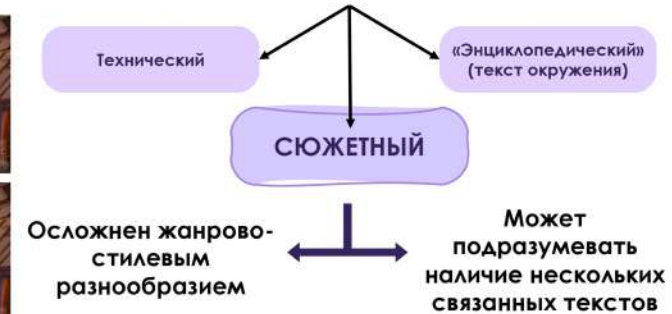 Технический
«Энциклопедический»
(текст окружения)
СЮЖЕТНЫЙ
Осложнен жанрово-
стилевым
разнообразием
Может
подразумевать
наличие нескольких
связанных текстов